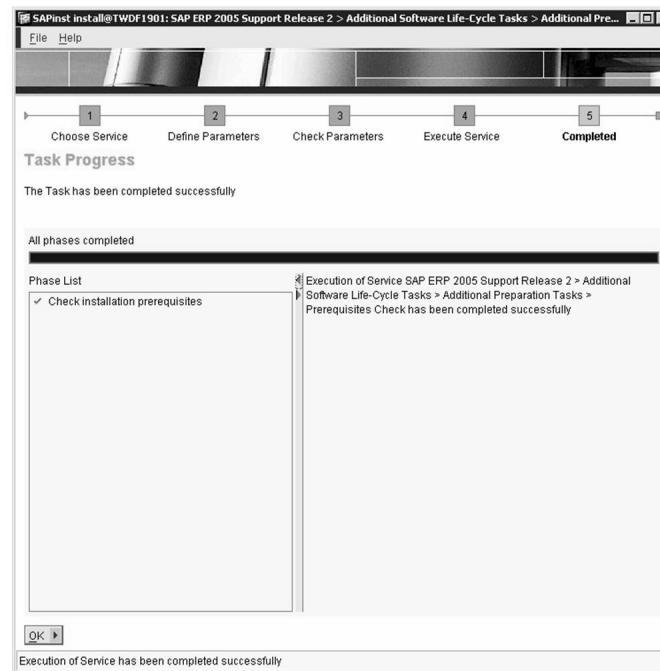 SAPinst install@TWDF1901: SAP ERP 2005 Support Release 2 > Additional Software Life-Cycle Tasks > Additional Pre...
File Help
1 2 3 4 5
Choose Service Define Parameters Check Parameters Execute Service Completed
Task Progress
The Task has been completed successfully
All phases completed
Phase List
✓ Check installation prerequisites
Execution of Service SAP ERP 2005 Support Release 2 > Additional
Software Life-Cycle Tasks > Additional Preparation Tasks >
Prerequisites Check has been completed successfully
OK
Execution of Service has been completed successfully